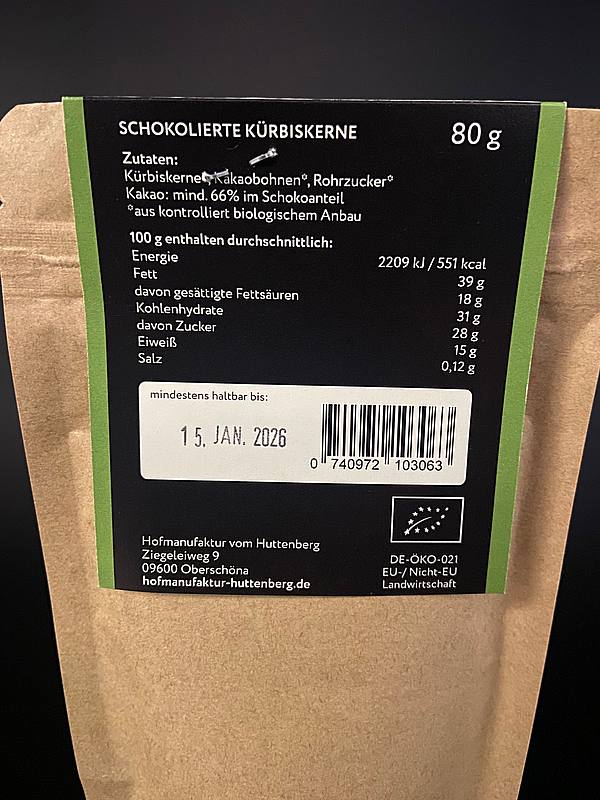 SCHOKOLIERTE KÜRBISKERNE
80 g
Zutaten:
Kürbiskerne*, Kakaobohnen*, Rohrzucker*
Kakao: mind. 66% im Schokoanteil
*aus kontrolliert biologischem Anbau
100 g enthalten durchschnittlich:
Energie 2209 kJ / 551 kcal
Fett 39 g
davon gesättigte Fettsäuren 18 g
Kohlenhydrate 31 g
davon Zucker 28 g
Eiweiß 15 g
Salz 0,12 g
mindestens haltbar bis:
15. JAN. 2026
0 740972 103063
Hofmanufaktur vom Huttenberg
Ziegeleiweg 9
09600 Oberschöna
hofmanufaktur-huttenberg.de
DE-ÖKO-021
EU-/ Nicht-EU
Landwirtschaft